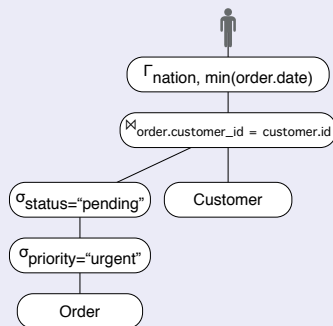 Γnation, min(order.date)
⋈order.customer_id = customer.id
σstatus=“pending”
Customer
σpriority=“urgent”
Order